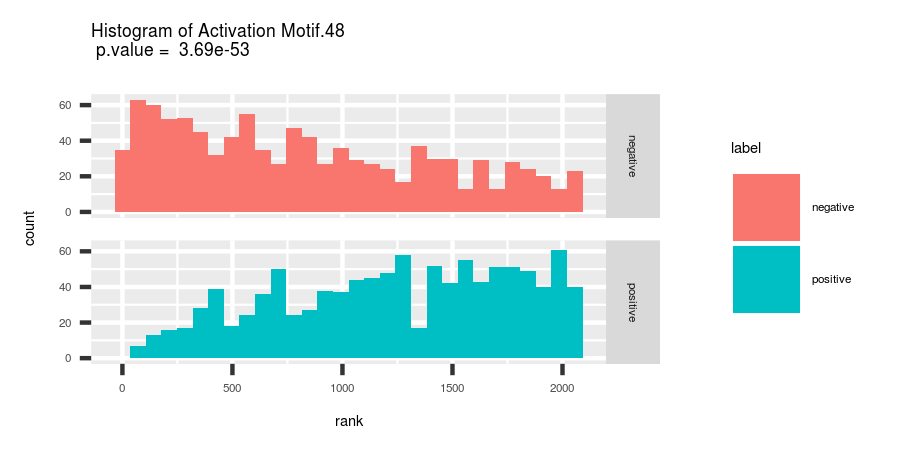 Histogram of Activation Motif.48
p.value = 3.69e-53
60
40
20
0
negative
60
40
20
0
positive
0 500 1000 1500 2000
rank
count
label
negative
positive